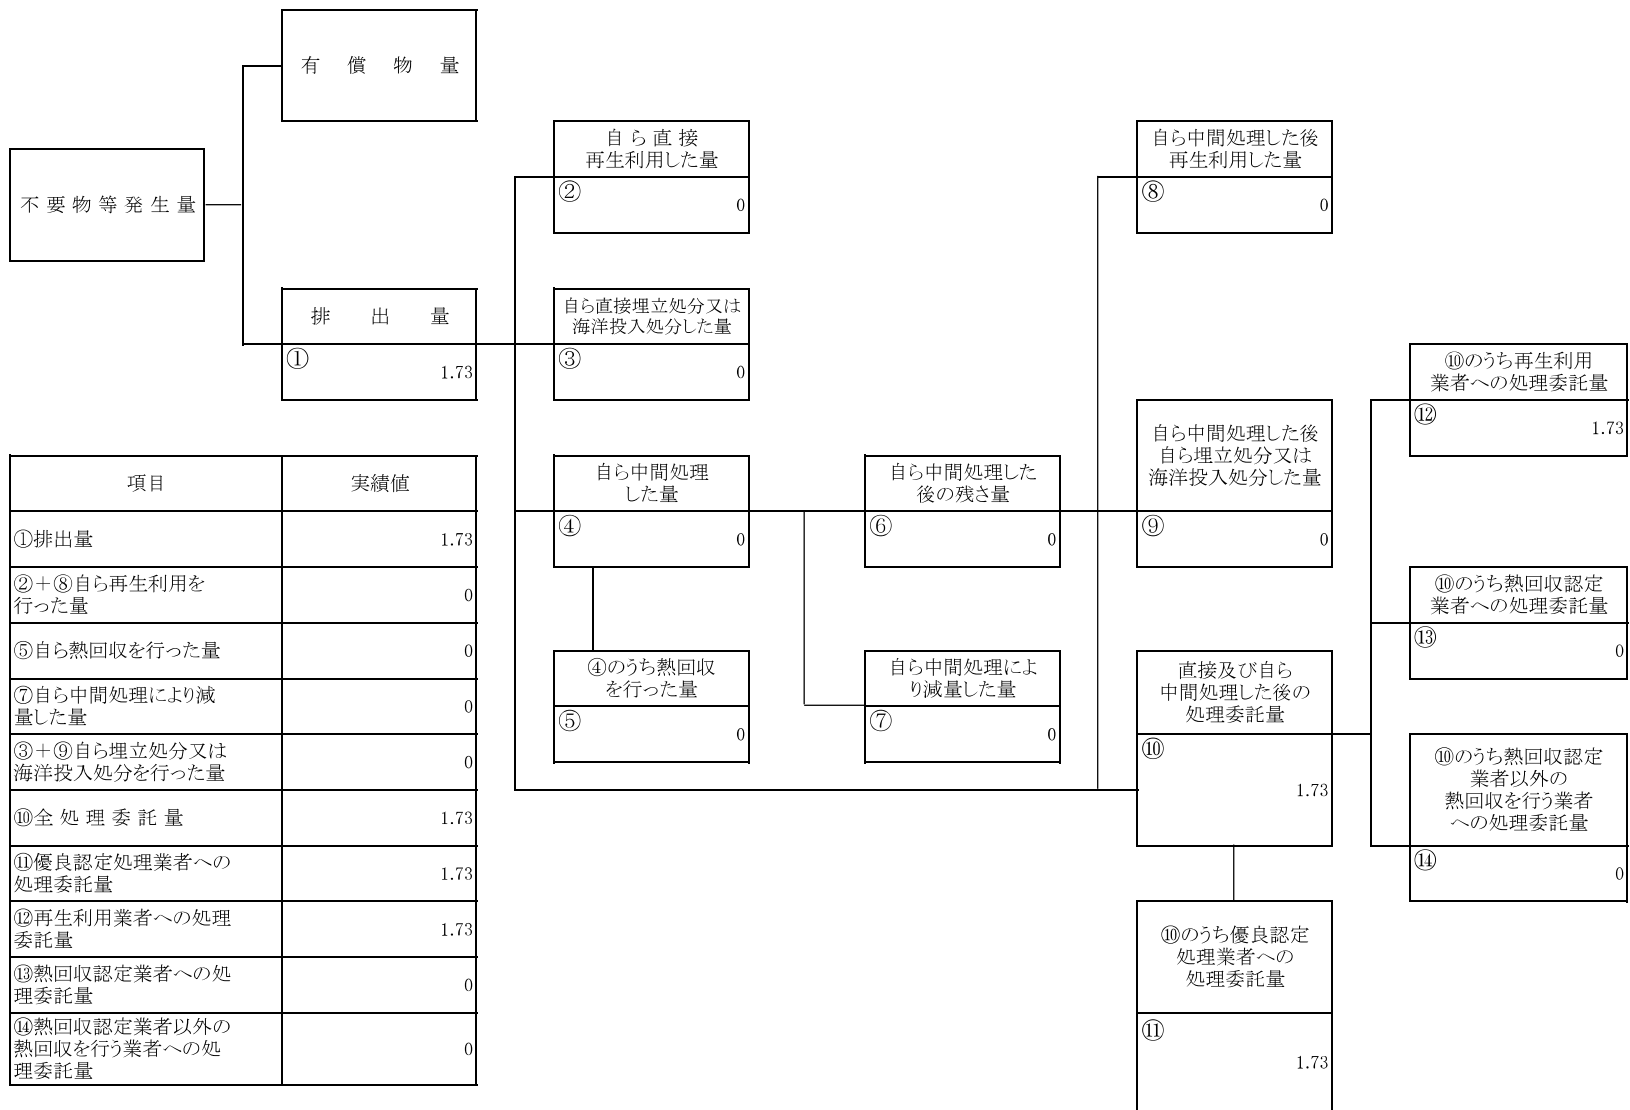 有償物量
不要物等発生量
排出量
①
1.73
自ら直接
再生利用した量
②
0
自ら直接埋立処分又は
海洋投入処分した量
③
0
自ら中間処理
した量
④
0
④のうち熱回収
を行った量
⑤
0
自ら中間処理した
後の残さ量
⑥
0
自ら中間処理によ
り減量した量
⑦
0
自ら中間処理した後
再生利用した量
⑧
0
自ら中間処理した後
自ら埋立処分又は
海洋投入処分した量
⑨
0
直接及び自ら
中間処理した後の
処理委託量
⑩
1.73
⑩のうち優良認定
処理業者への
処理委託量
⑪
1.73
⑩のうち再生利用
業者への処理委託量
⑫
1.73
⑩のうち熱回収認定
業者への処理委託量
⑬
0
⑩のうち熱回収認定
業者以外の
熱回収を行う業者
への処理委託量
⑭
0
項目 実績値
①排出量 1.73
②+⑧自ら再生利用を
行った量 0
⑤自ら熱回収を行った量 0
⑦自ら中間処理により減
量した量 0
③+⑨自ら埋立処分又は
海洋投入処分を行った量 0
⑩全処理委託量 1.73
⑪優良認定処理業者への
処理委託量 1.73
⑫再生利用業者への処理
委託量 1.73
⑬熱回収認定業者への処
理委託量 0
⑭熱回収認定業者以外の
熱回収を行う業者への処
理委託量 0